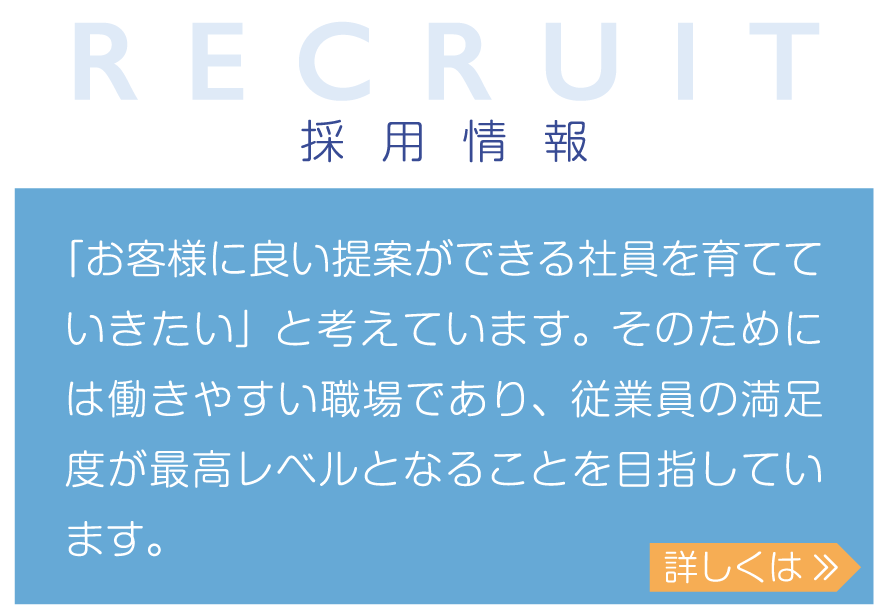 RECRUIT
採用情報
「お客様に良い提案ができる社員を育てて
いきたい」と考えています。そのために
は働きやすい職場であり、従業員の満足
度が最高レベルとなることを目指してい
ます。
詳しくは